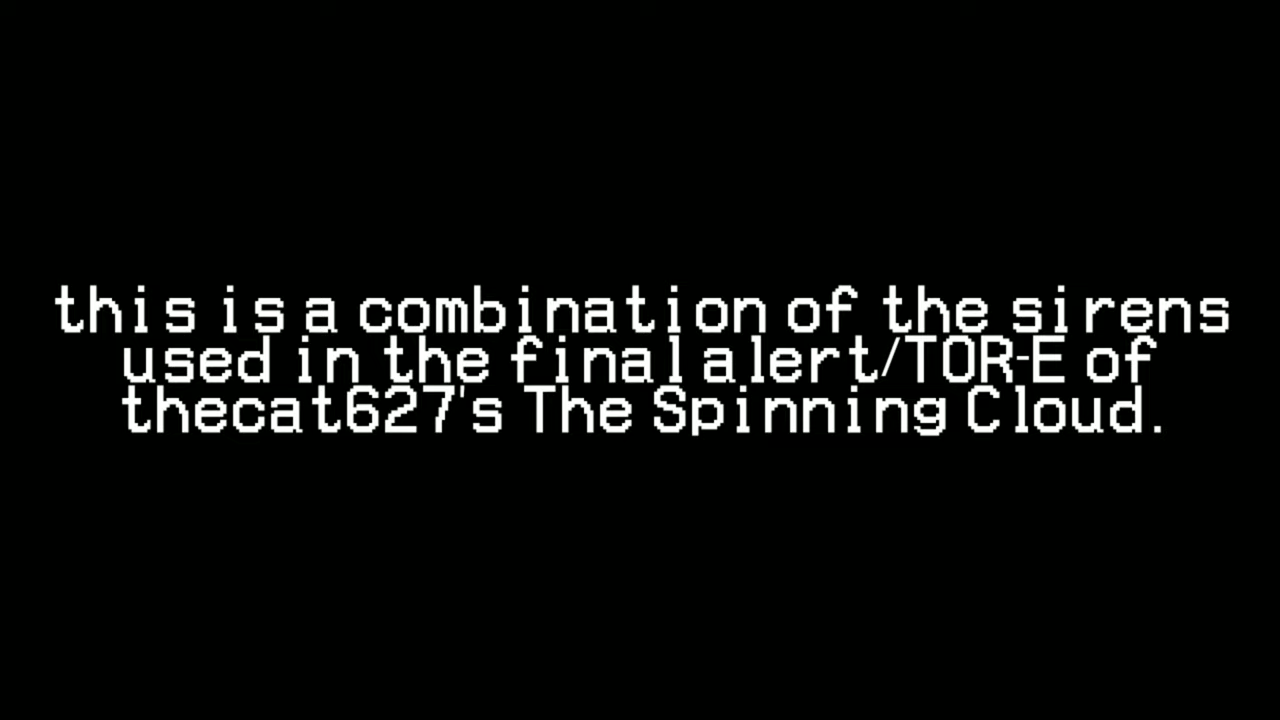 this is a combination of the sirens
used in the final alert/TOR-E of
thecat627's The Spinning Cloud.